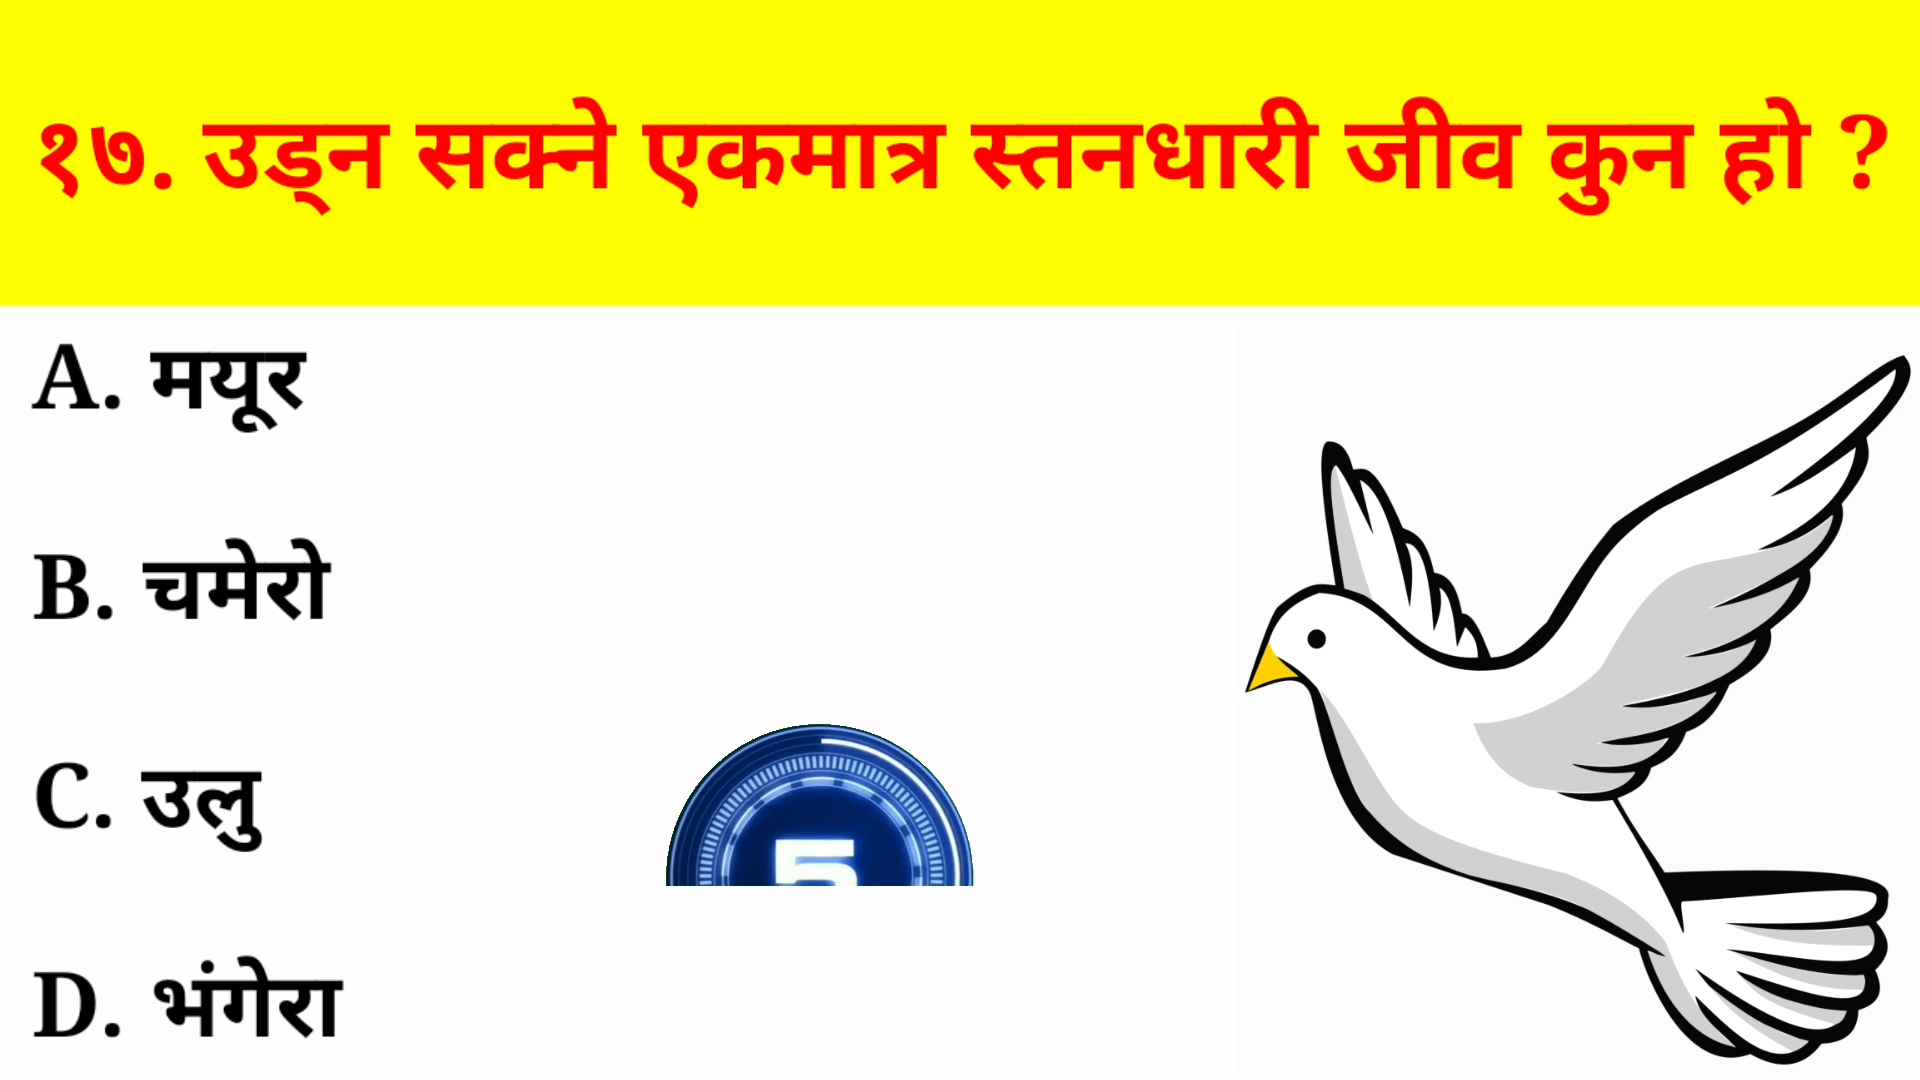 १७. उड्न सक्ने एकमात्र स्तनधारी जीव कुन हो ?
A. मयूर
B. चमेरो
C. उलु
5
D. भंगेरा